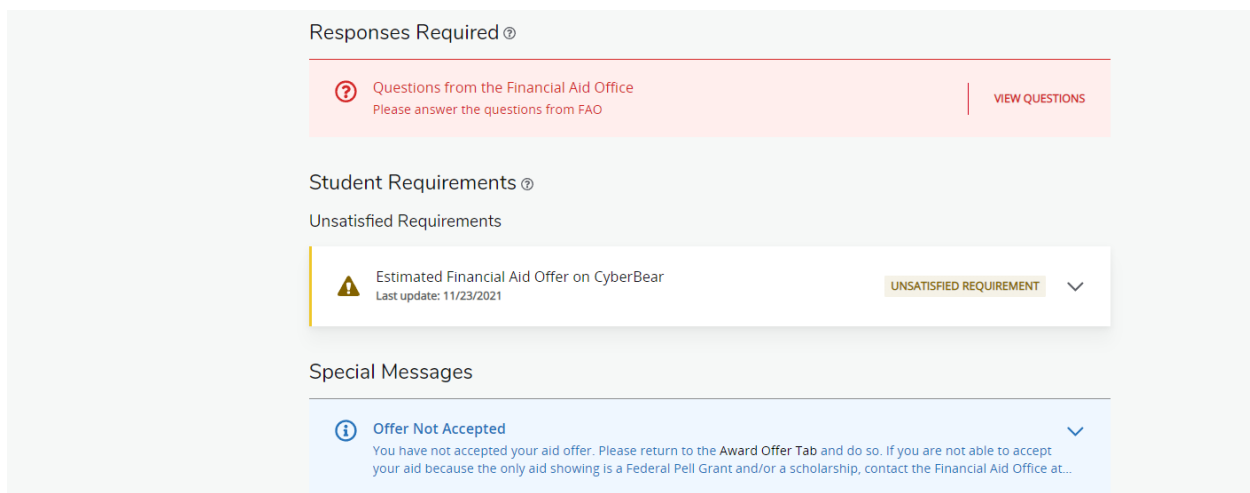 Responses Required
Questions from the Financial Aid Office
Please answer the questions from FAO
VIEW QUESTIONS
Student Requirements
Unsatisfied Requirements
Estimated Financial Aid Offer on CyberBear
Last update: 11/23/2021
UNSATISFIED REQUIREMENT
Special Messages
Offer Not Accepted
You have not accepted your aid offer. Please return to the Award Offer Tab and do so. If you are not able to accept
your aid because the only aid showing is a Federal Pell Grant and/or a scholarship, contact the Financial Aid Office at...